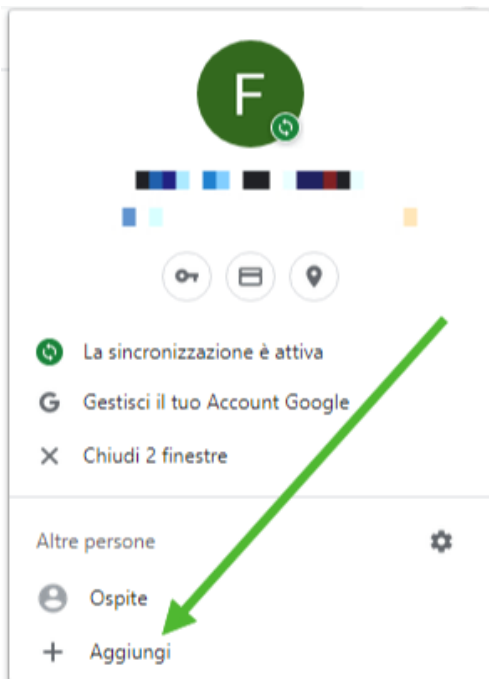 F
La sincronizzazione è attiva
G Gestisci il tuo Account Google
Chiudi 2 finestre
Altre persone
Ospite
Aggiungi